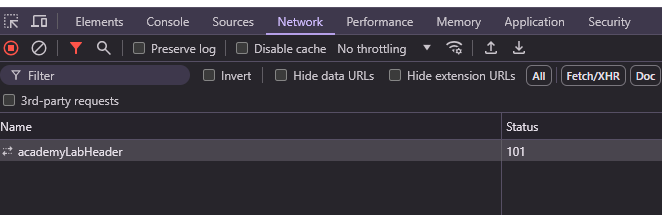 Elements Console Sources Network Performance Memory Application Security
Preserve log Disable cache No throttling
Filter Invert Hide data URLs Hide extension URLs All Fetch/XHR Doc
3rd-party requests
Name Status
academyLabHeader 101